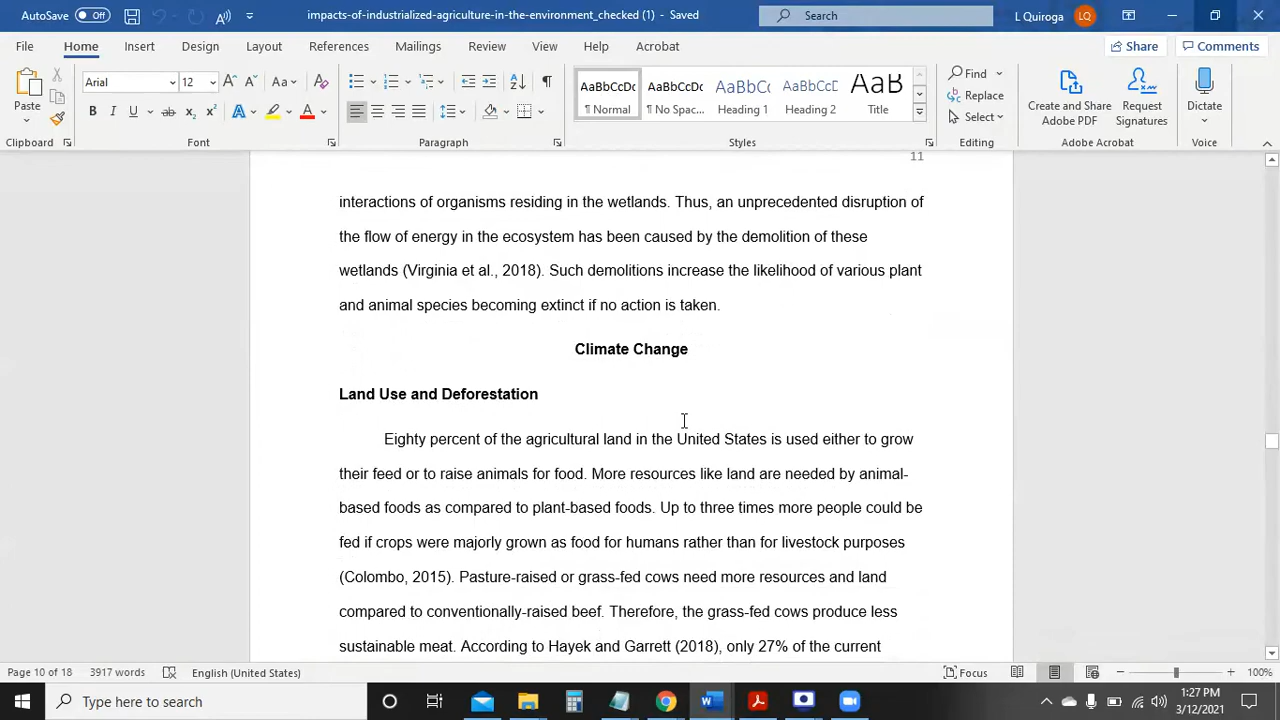 AutoSave Off impacts-of-industrialized-agriculture-in-the-environment_checked (1) - Saved Search L Quiroga LQ
File Home Insert Design Layout References Mailings Review View Help Acrobat Share Comments
Paste Arial 12 Aa AaBbCcDc AaBbCcDc AaBbCc AaBbCcD AaB Find
Replace
Select
B I U ab x₂ x² A A ¶ Normal ¶ No Spac... Heading 1 Heading 2 Title Create and Share Adobe PDF Request Signatures Dictate
Clipboard Font Paragraph Styles Editing Adobe Acrobat Voice
11
interactions of organisms residing in the wetlands. Thus, an unprecedented disruption of
the flow of energy in the ecosystem has been caused by the demolition of these
wetlands (Virginia et al., 2018). Such demolitions increase the likelihood of various plant
and animal species becoming extinct if no action is taken.
Climate Change
Land Use and Deforestation
Eighty percent of the agricultural land in the United States is used either to grow
their feed or to raise animals for food. More resources like land are needed by animal-
based foods as compared to plant-based foods. Up to three times more people could be
fed if crops were majorly grown as food for humans rather than for livestock purposes
(Colombo, 2015). Pasture-raised or grass-fed cows need more resources and land
compared to conventionally-raised beef. Therefore, the grass-fed cows produce less
sustainable meat. According to Hayek and Garrett (2018), only 27% of the current
Page 10 of 18 3917 words English (United States) Focus 100%
Type here to search 1:27 PM
3/12/2021